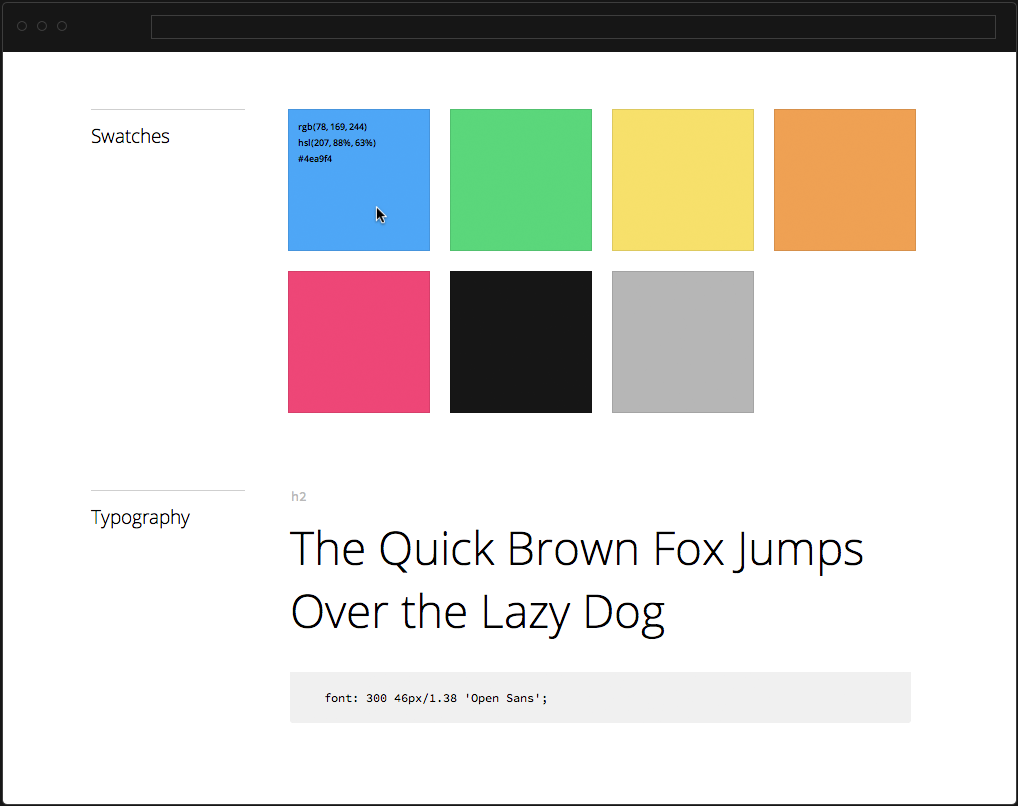 Swatches
rgb(78, 169, 244)
hsl(207, 88%, 63%)
#4ea9f4
Typography
h2
The Quick Brown Fox Jumps
Over the Lazy Dog
font: 300 46px/1.38 'Open Sans';